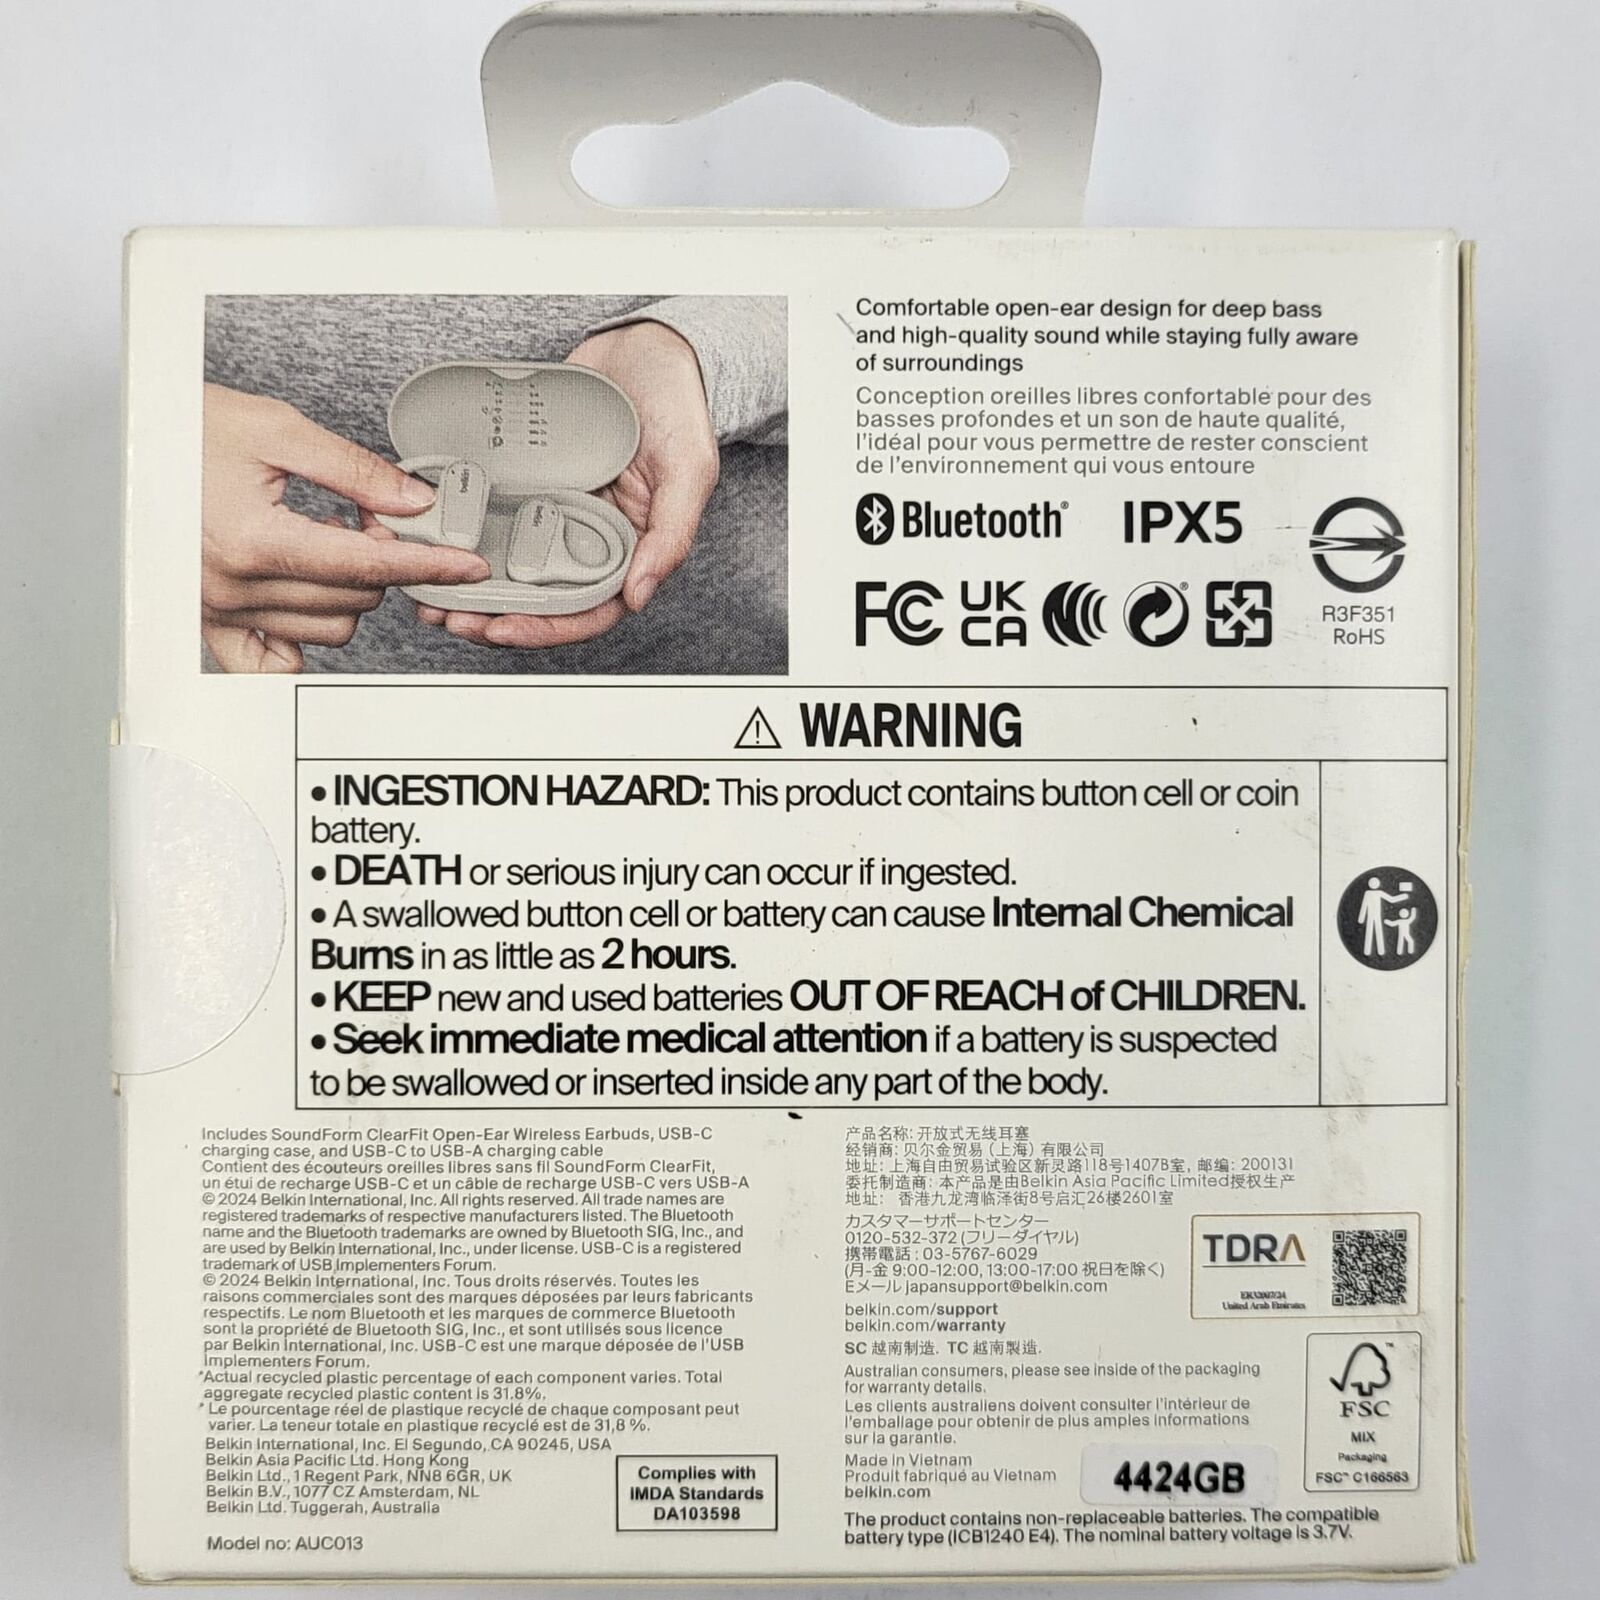 Comfortable open-ear design for deep bass
and high-quality sound while staying fully aware
of surroundings
Conception oreilles libres confortable pour des
basses profondes et un son de haute qualité,
l'idéal pour vous permettre de rester conscient
de l'environnement qui vous entoure
belkin
belkin
Bluetooth® IPX5
FC UK CA
R3F351
RoHS
⚠ WARNING
• INGESTION HAZARD: This product contains button cell or coin
battery.
• DEATH or serious injury can occur if ingested.
• A swallowed button cell or battery can cause Internal Chemical
Burns in as little as 2 hours.
• KEEP new and used batteries OUT OF REACH of CHILDREN.
• Seek immediate medical attention if a battery is suspected
to be swallowed or inserted inside any part of the body.
Includes SoundForm ClearFit Open-Ear Wireless Earbuds, USB-C
charging case, and USB-C to USB-A charging cable
Contient des écouteurs oreilles libres sans fil SoundForm ClearFit,
un étui de recharge USB-C et un câble de recharge USB-C vers USB-A
© 2024 Belkin International, Inc. All rights reserved. All trade names are
registered trademarks of respective manufacturers listed. The Bluetooth
name and the Bluetooth trademarks are owned by Bluetooth SIG, Inc., and
are used by Belkin International, Inc., under license. USB-C is a registered
trademark of USB Implementers Forum.
© 2024 Belkin International, Inc. Tous droits réservés. Toutes les
raisons commerciales sont des marques déposées par leurs fabricants
respectifs. Le nom Bluetooth et les marques de commerce Bluetooth
sont la propriété de Bluetooth SIG, Inc., et sont utilisés sous licence
par Belkin International, Inc. USB-C est une marque déposée de l'USB
Implementers Forum.
*Actual recycled plastic percentage of each component varies. Total
aggregate recycled plastic content is 31.8%.
* Le pourcentage réel de plastique recyclé de chaque composant peut
varier. La teneur totale en plastique recyclé est de 31,8 %.
Belkin International, Inc. El Segundo, CA 90245, USA
Belkin Asia Pacific Ltd. Hong Kong
Belkin Ltd., 1 Regent Park, NN8 6GR, UK
Belkin B.V., 1077 CZ Amsterdam, NL
Belkin Ltd. Tuggerah, Australia
Model no: AUC013
Complies with
IMDA Standards
DA103598
产品名称: 开放式无线耳塞
经销商: 贝尔金贸易 (上海) 有限公司
地址: 上海自由贸易试验区新灵路118号1407B室, 邮编: 200131
委托制造商: 本产品是由Belkin Asia Pacific Limited授权生产
地址: 香港九龙湾临泽街8号启汇26楼2601室
カスタマーサポートセンター
0120-532-372 (フリーダイヤル)
携帯電話 : 03-5767-6029
(月-金 9:00-12:00, 13:00-17:00 祝日を除く)
Eメール japansupport@belkin.com
belkin.com/support
belkin.com/warranty
SC 越南制造. TC 越南製造.
Australian consumers, please see inside of the packaging
for warranty details.
Les clients australiens doivent consulter l'intérieur de
l'emballage pour obtenir de plus amples informations
sur la garantie.
Made in Vietnam
Produit fabriqué au Vietnam
belkin.com
4424GB
The product contains non-replaceable batteries. The compatible
battery type (ICB1240 E4). The nominal battery voltage is 3.7V.
TDRA
United Arab Emirates
FSC
MIX
Packaging
FSC™ C166563